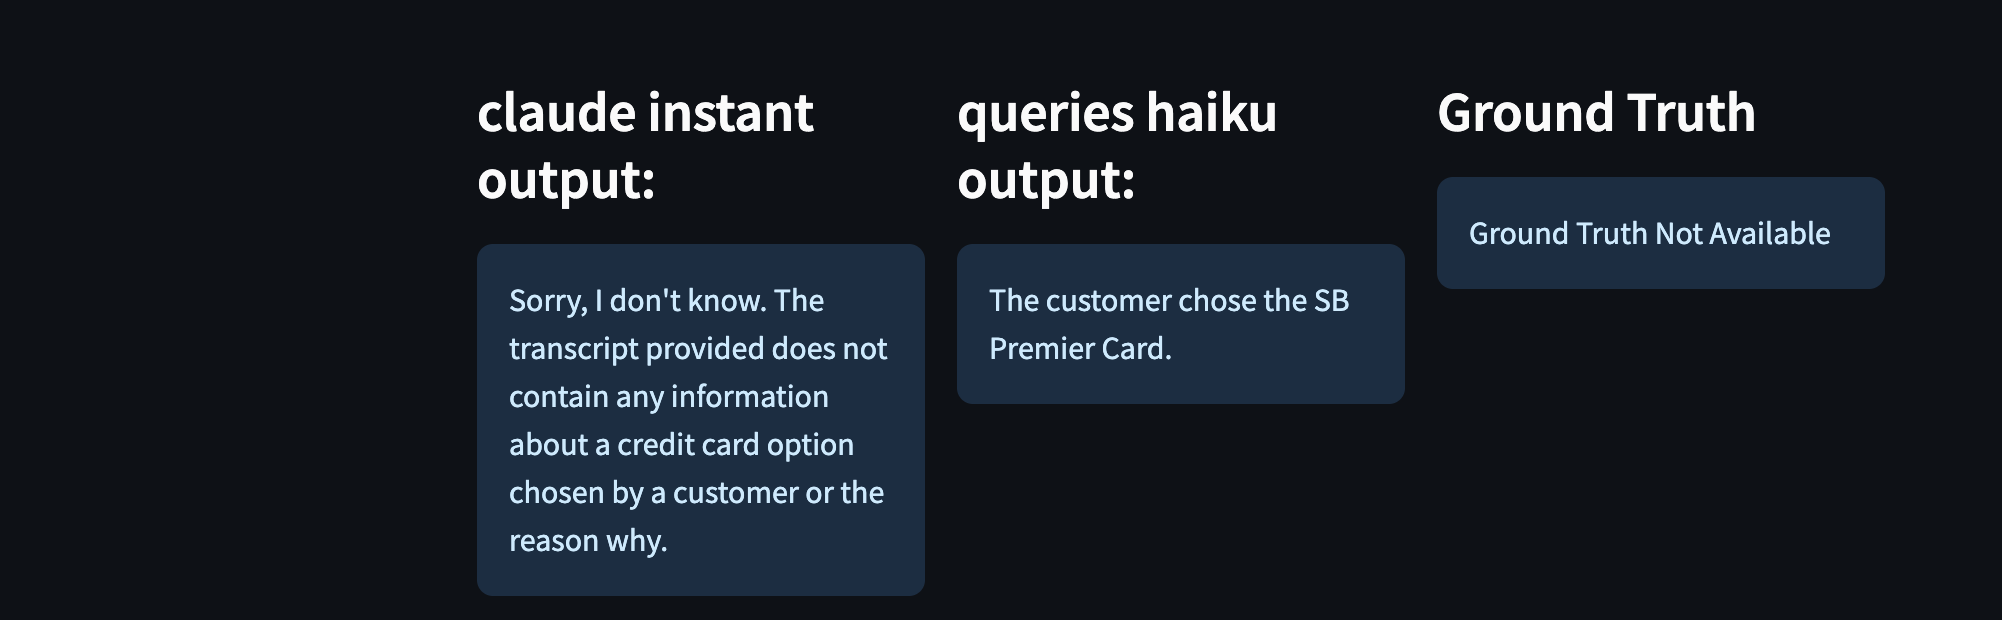 claude instant
output:
Sorry, I don't know. The
transcript provided does not
contain any information
about a credit card option
chosen by a customer or the
reason why.
queries haiku
output:
The customer chose the SB
Premier Card.
Ground Truth
Ground Truth Not Available